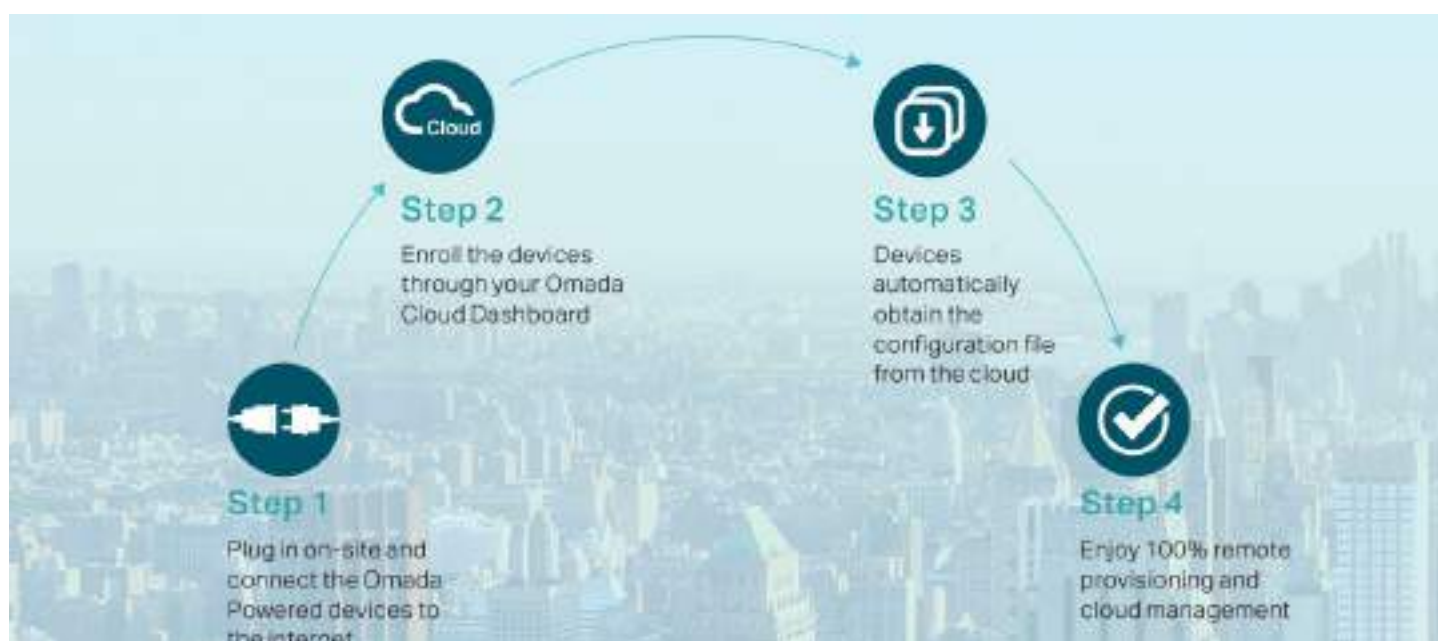 Cloud
Step 2
Enroll the devices
through your Omada
Cloud Dashboard
Step 3
Devices
automatically
obtain the
configuration file
from the cloud
Step 1
Plug in on-site and
connect the Omada
Powered devices to
the internet
Step 4
Enjoy 100% remote
provisioning and
cloud management